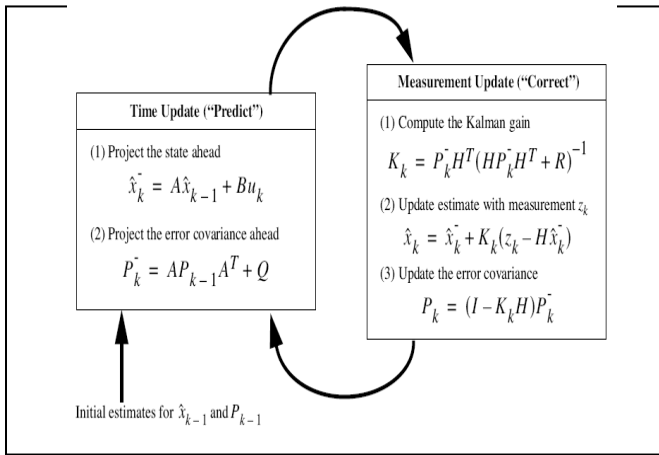 Time Update (“Predict”)
(1) Project the state ahead
x̂⁻ₖ = Ax̂ₖ₋₁ + Buₖ
(2) Project the error covariance ahead
P⁻ₖ = APₖ₋₁Aᵀ + Q
Initial estimates for x̂ₖ₋₁ and Pₖ₋₁
Measurement Update (“Correct”)
(1) Compute the Kalman gain
Kₖ = P⁻ₖHᵀ(HP⁻ₖHᵀ + R)⁻¹
(2) Update estimate with measurement zₖ
x̂ₖ = x̂⁻ₖ + Kₖ(zₖ – Hx̂⁻ₖ)
(3) Update the error covariance
Pₖ = (I – KₖH)P⁻ₖ